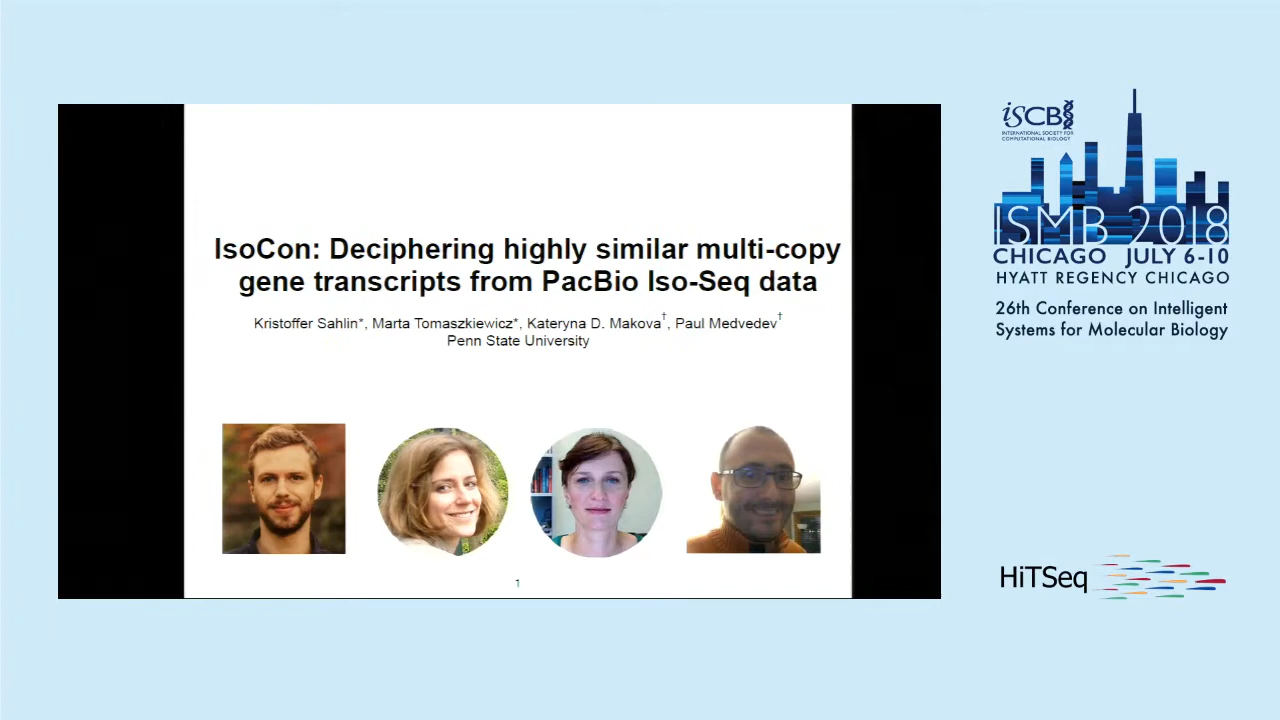 IsoCon: Deciphering highly similar multi-copy
gene transcripts from PacBio Iso-Seq data
Kristoffer Sahlin*, Marta Tomaszkiewicz*, Kateryna D. Makova†, Paul Medvedev†
Penn State University
1
iSCB
INTERNATIONAL SOCIETY FOR
COMPUTATIONAL BIOLOGY
ISMB 2018
CHICAGO JULY 6-10
HYATT REGENCY CHICAGO
26th Conference on Intelligent
Systems for Molecular Biology
HiTSeq